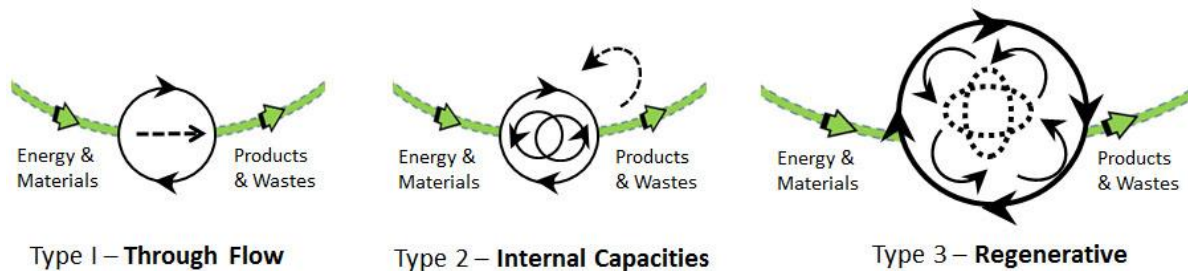 Energy &
Materials
Products
& Wastes
Energy &
Materials
Products
& Wastes
Energy &
Materials
Products
& Wastes
Type I – Through Flow
Type 2 – Internal Capacities
Type 3 – Regenerative